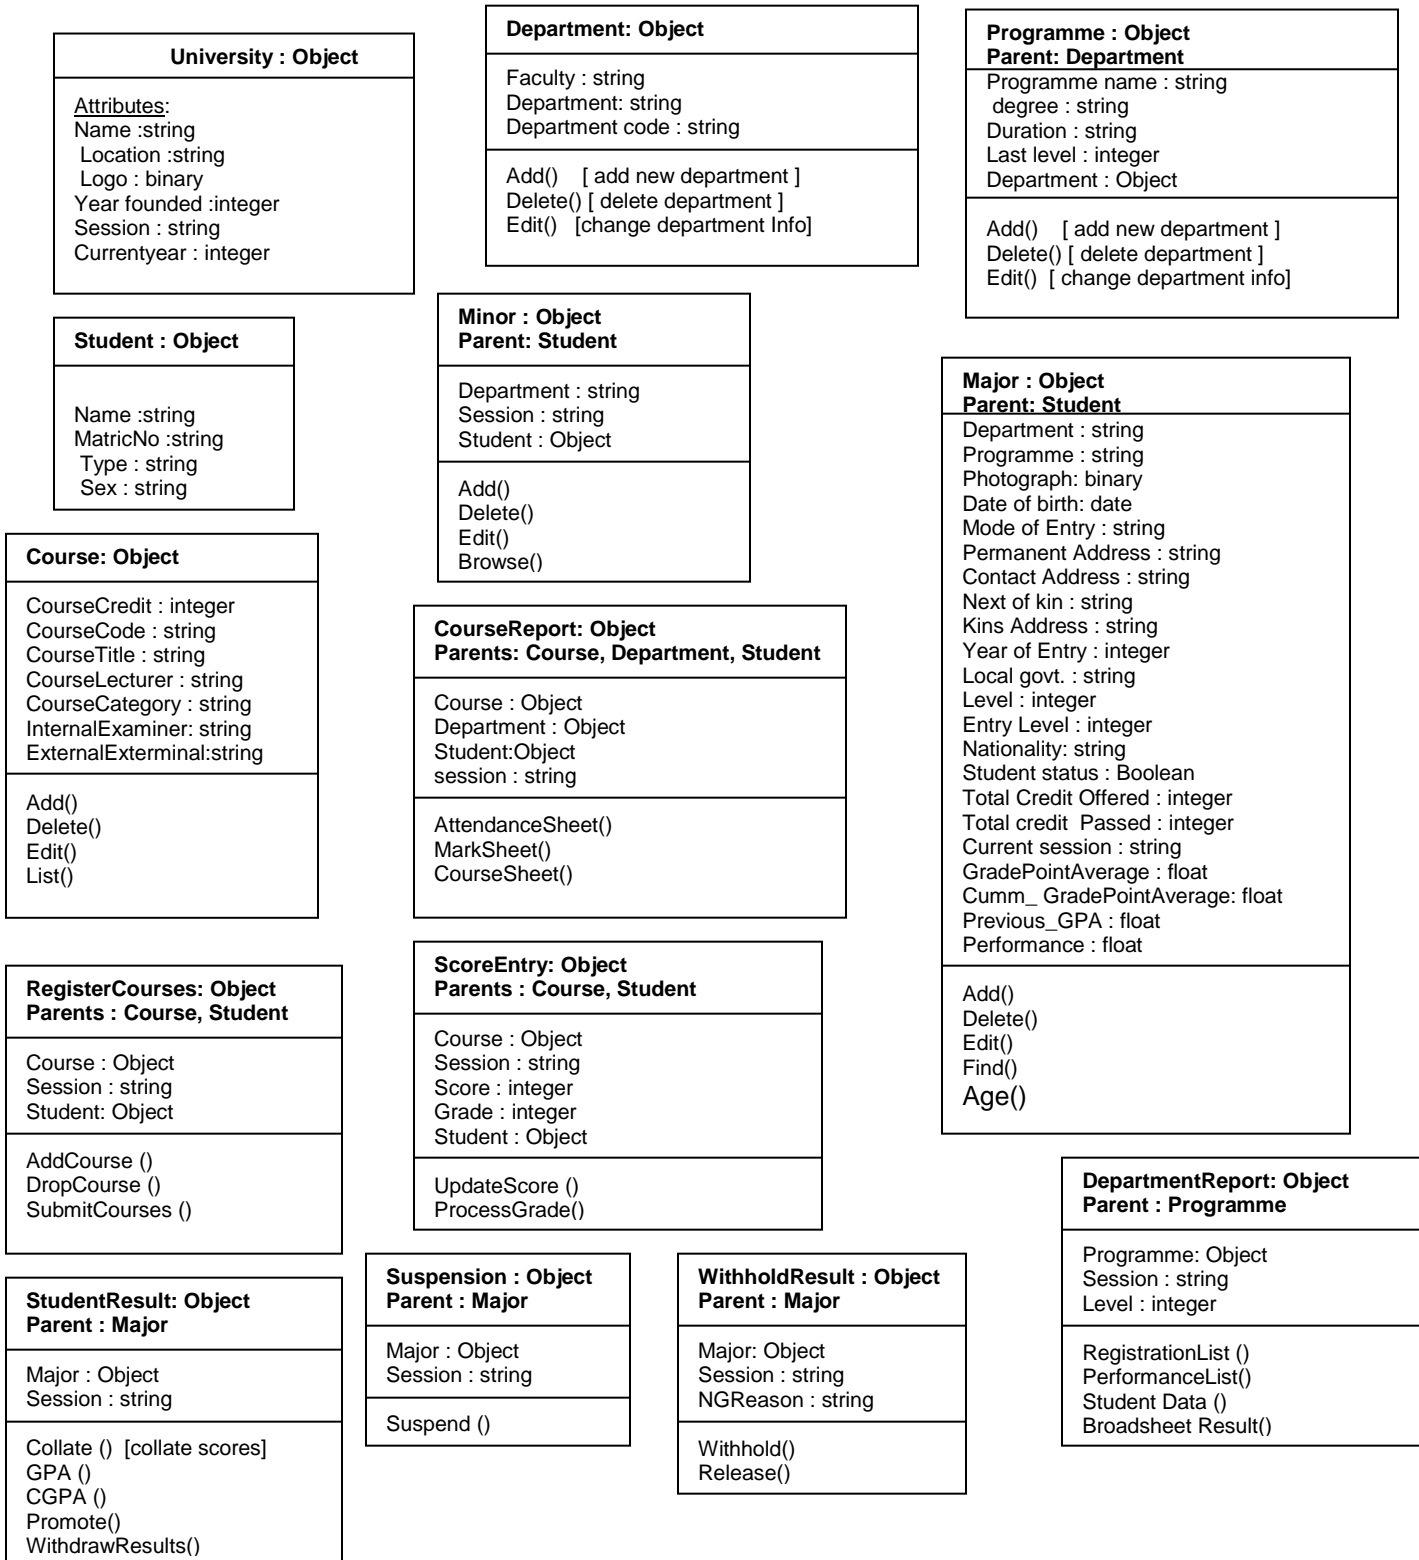 University : Object
Attributes:
Name :string
Location :string
Logo : binary
Year founded :integer
Session : string
Currentyear : integer
Department: Object
Faculty : string
Department: string
Department code : string
Add() [ add new department ]
Delete() [ delete department ]
Edit() [change department Info]
Programme : Object
Parent: Department
Programme name : string
degree : string
Duration : string
Last level : integer
Department : Object
Add() [ add new department ]
Delete() [ delete department ]
Edit() [ change department info]
Student : Object
Name :string
MatricNo :string
Type : string
Sex : string
Minor : Object
Parent: Student
Department : string
Session : string
Student : Object
Add()
Delete()
Edit()
Browse()
Major : Object
Parent: Student
Department : string
Programme : string
Photograph: binary
Date of birth: date
Mode of Entry : string
Permanent Address : string
Contact Address : string
Next of kin : string
Kins Address : string
Year of Entry : integer
Local govt. : string
Level : integer
Entry Level : integer
Nationality: string
Student status : Boolean
Total Credit Offered : integer
Total credit Passed : integer
Current session : string
GradePointAverage : float
Cumm_ GradePointAverage: float
Previous_GPA : float
Performance : float
Add()
Delete()
Edit()
Find()
Age()
Course: Object
CourseCredit : integer
CourseCode : string
CourseTitle : string
CourseLecturer : string
CourseCategory : string
InternalExaminer: string
ExternalExterminal:string
Add()
Delete()
Edit()
List()
CourseReport: Object
Parents: Course, Department, Student
Course : Object
Department : Object
Student:Object
session : string
AttendanceSheet()
MarkSheet()
CourseSheet()
RegisterCourses: Object
Parents : Course, Student
Course : Object
Session : string
Student: Object
AddCourse ()
DropCourse ()
SubmitCourses ()
ScoreEntry: Object
Parents : Course, Student
Course : Object
Session : string
Score : integer
Grade : integer
Student : Object
UpdateScore ()
ProcessGrade()
DepartmentReport: Object
Parent : Programme
Programme: Object
Session : string
Level : integer
RegistrationList ()
PerformanceList()
Student Data ()
Broadsheet Result()
StudentResult: Object
Parent : Major
Major : Object
Session : string
Collate () [collate scores]
GPA ()
CGPA ()
Promote()
WithdrawResults()
Suspension : Object
Parent : Major
Major : Object
Session : string
Suspend ()
WithholdResult : Object
Parent : Major
Major: Object
Session : string
NGReason : string
Withhold()
Release()